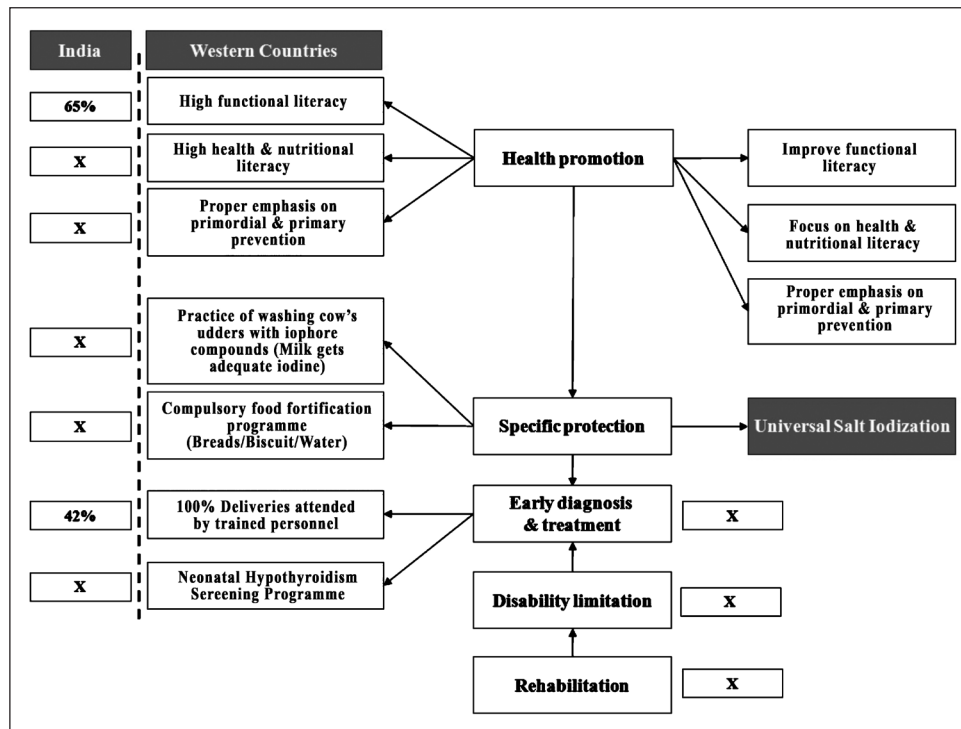 India
Western Countries
65%
High functional literacy
X
High health & nutritional
literacy
Health promotion
Improve functional
literacy
X
Proper emphasis on
primordial & primary
prevention
Focus on health &
nutritional literacy
Proper emphasis on
primordial & primary
prevention
X
Practice of washing cow's
udders with iophore
compounds (Milk gets
adequate iodine)
X
Compulsory food fortification
programme
(Breads/Biscuit/Water)
Specific protection
Universal Salt Iodization
42%
100% Deliveries attended
by trained personnel
Early diagnosis
& treatment
X
X
Neonatal Hypothyroidism
Screening Programme
Disability limitation
X
Rehabilitation
X